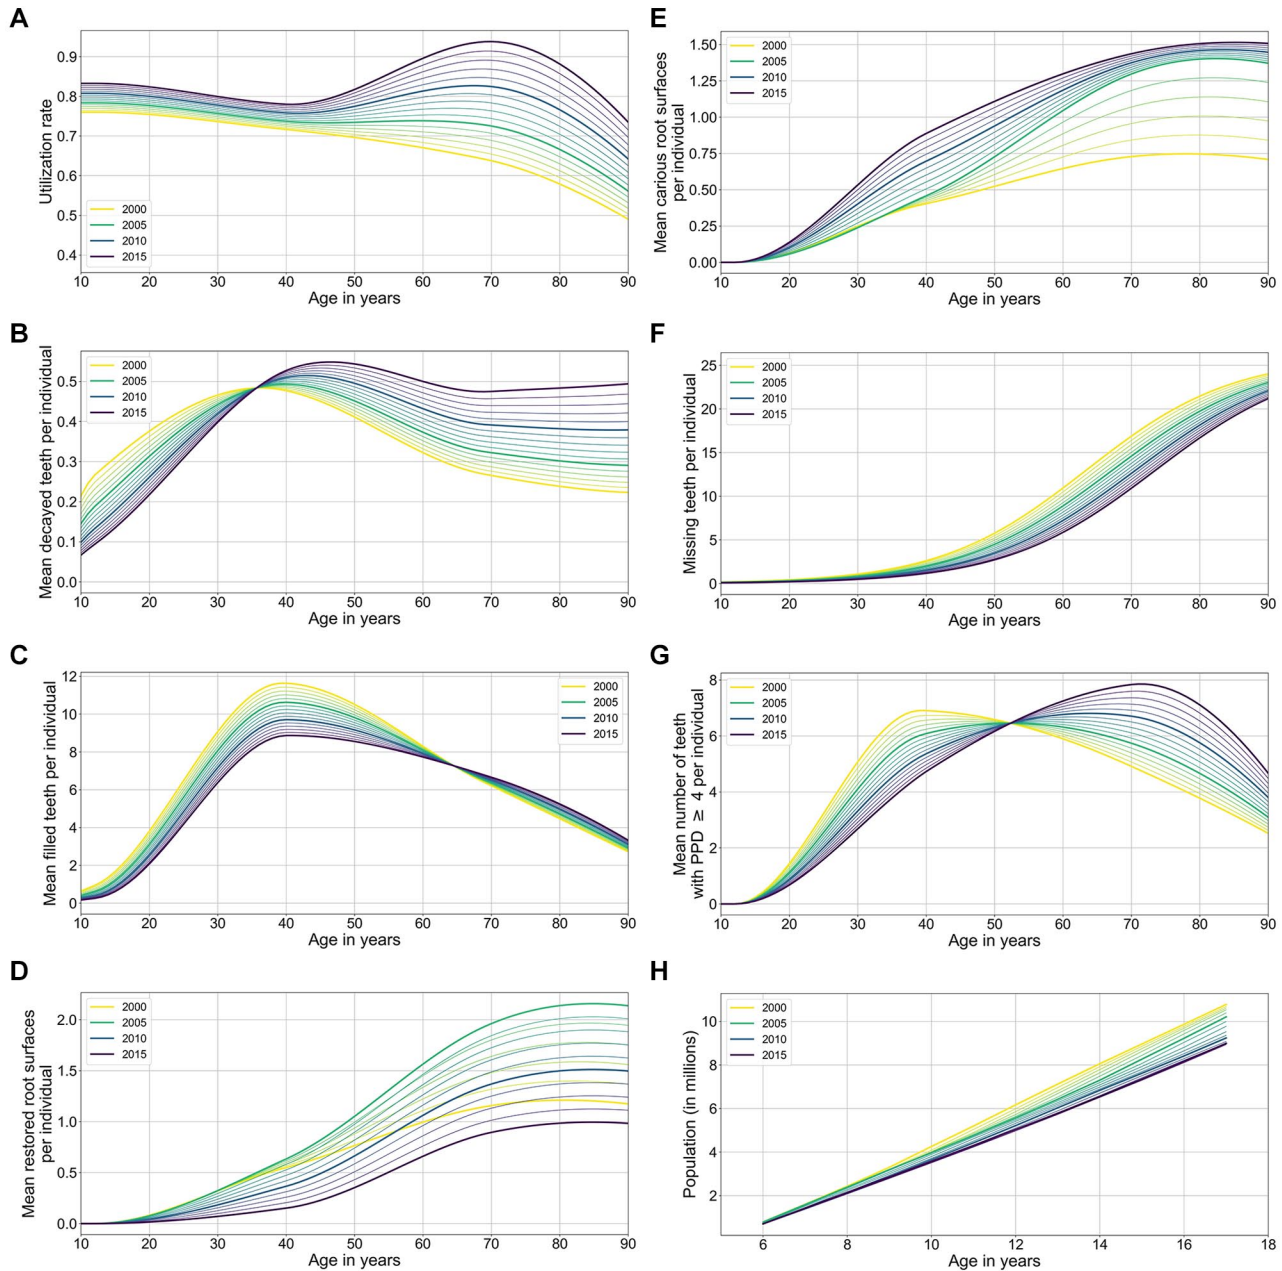 A
Utilization rate
0.9
0.8
0.7
0.6
0.5
0.4
2000
2005
2010
2015
10 20 30 40 50 60 70 80 90
Age in years
E
Mean carious root surfaces
per individual
1.50
1.25
1.00
0.75
0.50
0.25
0.00
2000
2005
2010
2015
10 20 30 40 50 60 70 80 90
Age in years
B
Mean decayed teeth per individual
0.5
0.4
0.3
0.2
0.1
0.0
2000
2005
2010
2015
10 20 30 40 50 60 70 80 90
Age in years
F
Missing teeth per individual
25
20
15
10
5
0
2000
2005
2010
2015
10 20 30 40 50 60 70 80 90
Age in years
C
Mean filled teeth per individual
12
10
8
6
4
2
0
2000
2005
2010
2015
10 20 30 40 50 60 70 80 90
Age in years
G
Mean number of teeth
with PPD ≥ 4 per individual
8
6
4
2
0
2000
2005
2010
2015
10 20 30 40 50 60 70 80 90
Age in years
D
Mean restored root surfaces
per individual
2.0
1.5
1.0
0.5
0.0
2000
2005
2010
2015
10 20 30 40 50 60 70 80 90
Age in years
H
Population (in millions)
10
8
6
4
2
2000
2005
2010
2015
6 8 10 12 14 16 18
Age in years